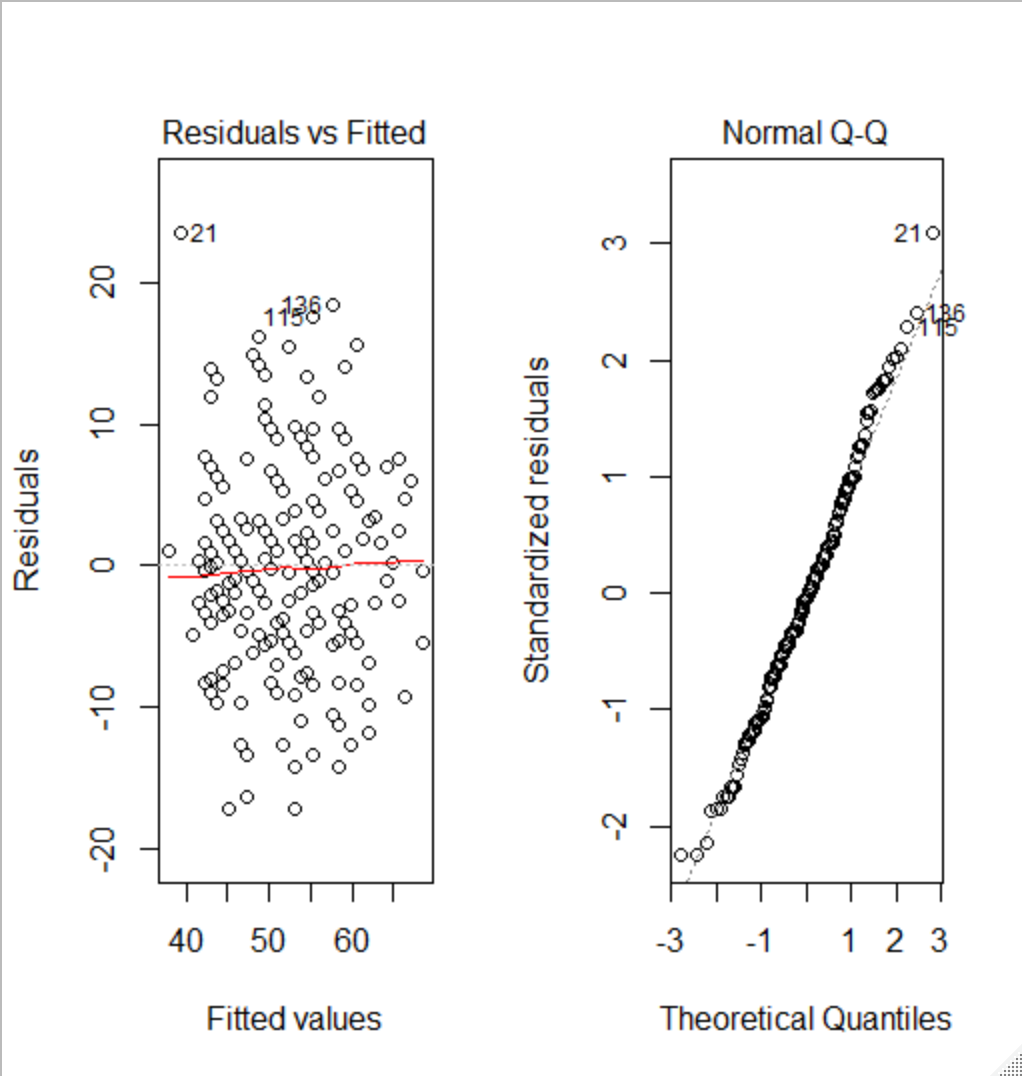 Residuals vs Fitted
Residuals
20
10
0
-10
-20
21
136
115
40 50 60
Fitted values
Normal Q-Q
Standardized residuals
3
2
1
0
-1
-2
21
136
115
-3 -1 1 2 3
Theoretical Quantiles